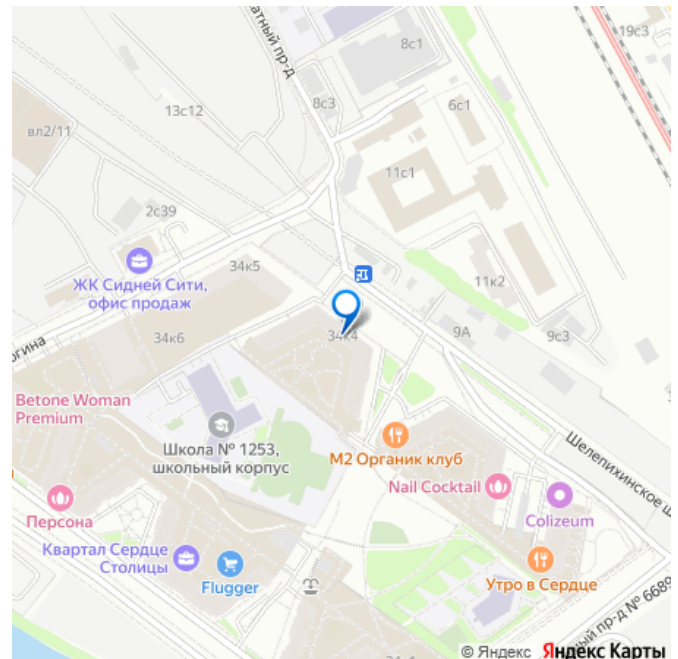 атный пр-д
19с3
8с1
8с3
6с1
13с12
вл2/11
11с1
2с39
34к5
ЖК Сидней Сити,
офис продаж
11к2
34к6
34к4
9А
9с3
огина
Betone Woman
Premium
Школа № 1253,
школьный корпус
М2 Органик клуб
Шелепихинское ш
Nail Cocktail
Персона
Colizeum
Квартал Сердце
Столицы
Flugger
Утро в Сердце
ный пр-д № 6689
© Яндекс Яндекс Карты